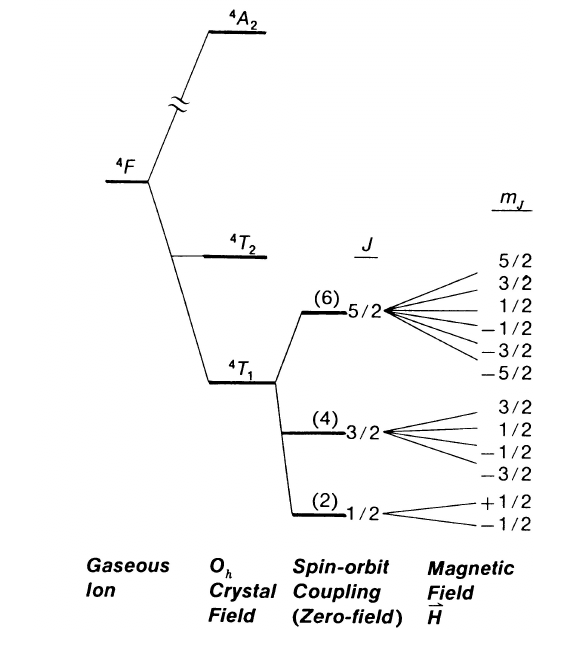 ⁴A₂
⁴F
⁴T₂
⁴T₁
J
m_J
(6) 5/2
5/2
3/2
1/2
−1/2
−3/2
−5/2
(4) 3/2
3/2
1/2
−1/2
−3/2
(2) 1/2
+1/2
−1/2
Gaseous
Ion
Oₕ
Crystal
Field
Spin-orbit
Coupling
(Zero-field)
Magnetic
Field
H⃗